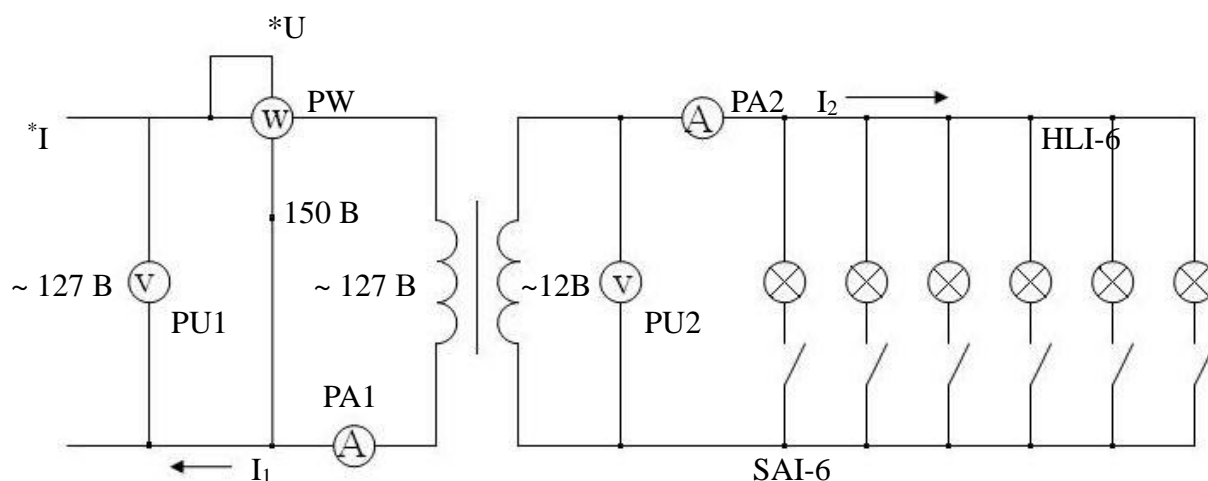 *U
PW
PA2
I₂
*I
W
A
HLI-6
150 В
~ 127 В
V
~ 127 В
~12В
V
PU1
PU2
PA1
A
I₁
SAI-6